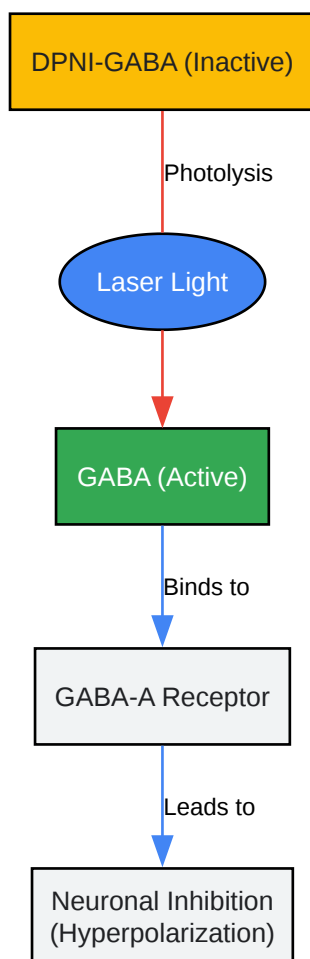 DPNI-GABA (Inactive)
Photolysis
Laser Light
GABA (Active)
Binds to
GABA-A Receptor
Leads to
Neuronal Inhibition
(Hyperpolarization)